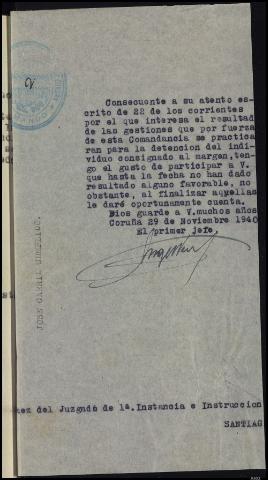 Consecuente a su atento es-
crito de 22 de los corrientes
por el que interesa el resultado
de las gestiones que por fuerza
de esta Comandancia se practica
ran para la detencion del indi-
viduo consignado al margen, ten-
go el gusto de participar a V.
que hasta la fecha no han dado
resultado alguno favorable, no
obstante, al finalizar aquellas
le daré oportunamente cuenta.
Dios guarde a V. muchos años
Coruña 29 de Noviembre 1940
El primer jefe,
JOSE
del Juzgado de 1ª. Instancia e Instruccion
SANTIAG